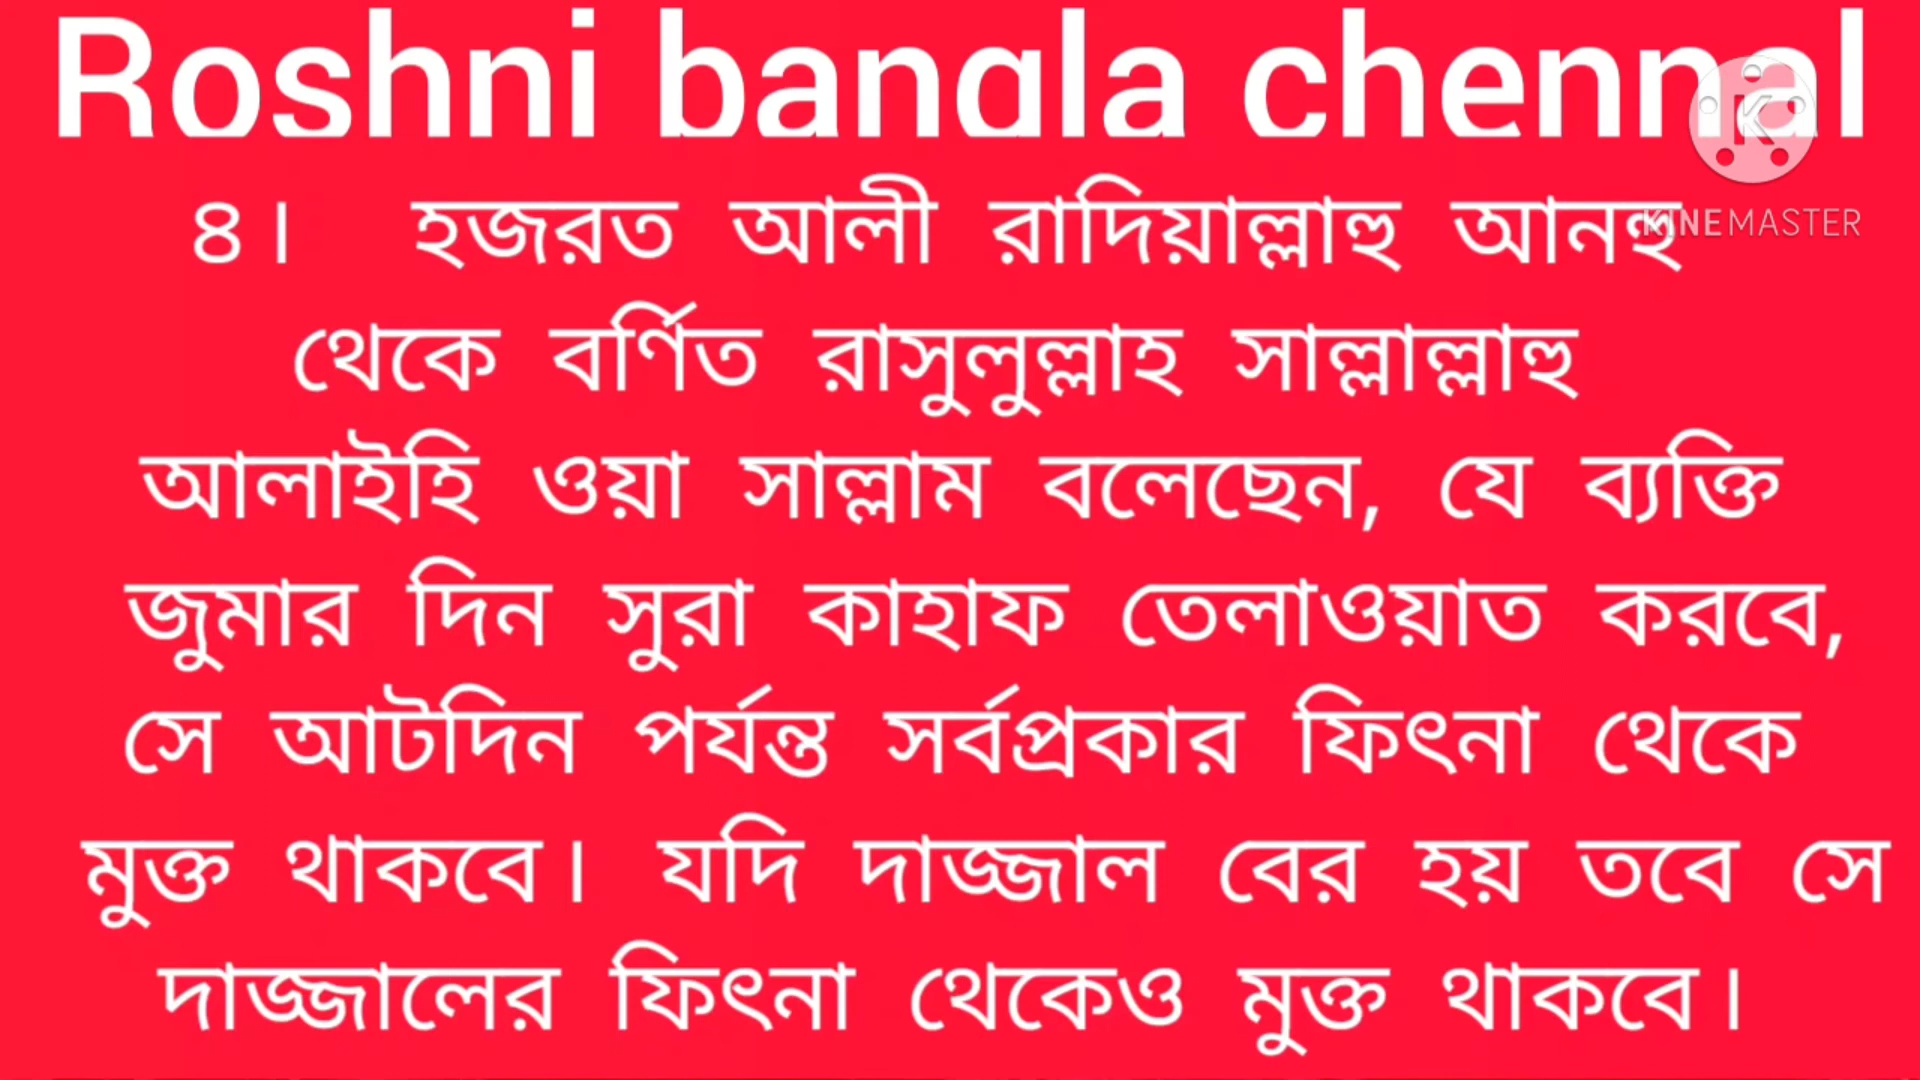 Roshni bangla chennal
৪। হজরত আলী রাদিয়াল্লাহু আনহু
KINEMASTER
থেকে বর্ণিত রাসুলুল্লাহ সাল্লাল্লাহু
আলাইহি ওয়া সাল্লাম বলেছেন, যে ব্যক্তি
জুমার দিন সুরা কাহাফ তেলাওয়াত করবে,
সে আটদিন পর্যন্ত সর্বপ্রকার ফিৎনা থেকে
মুক্ত থাকবে। যদি দাজ্জাল বের হয় তবে সে
দাজ্জালের ফিৎনা থেকেও মুক্ত থাকবে।